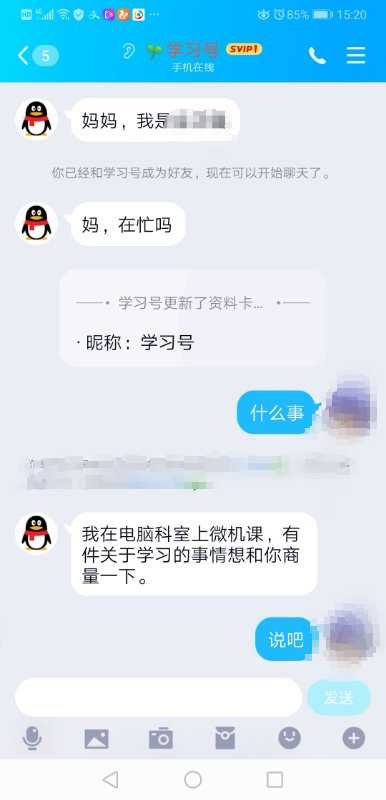 HD 4G 85% 15:20
5 学习号 SVIP1
手机在线
妈妈，我是
你已经和学习号成为好友，现在可以开始聊天了。
妈，在忙吗
学习号更新了资料卡...
· 昵称：学习号
什么事
我在电脑科室上微机课，有
件关于学习的事情想和你商
量一下。
说吧
发送